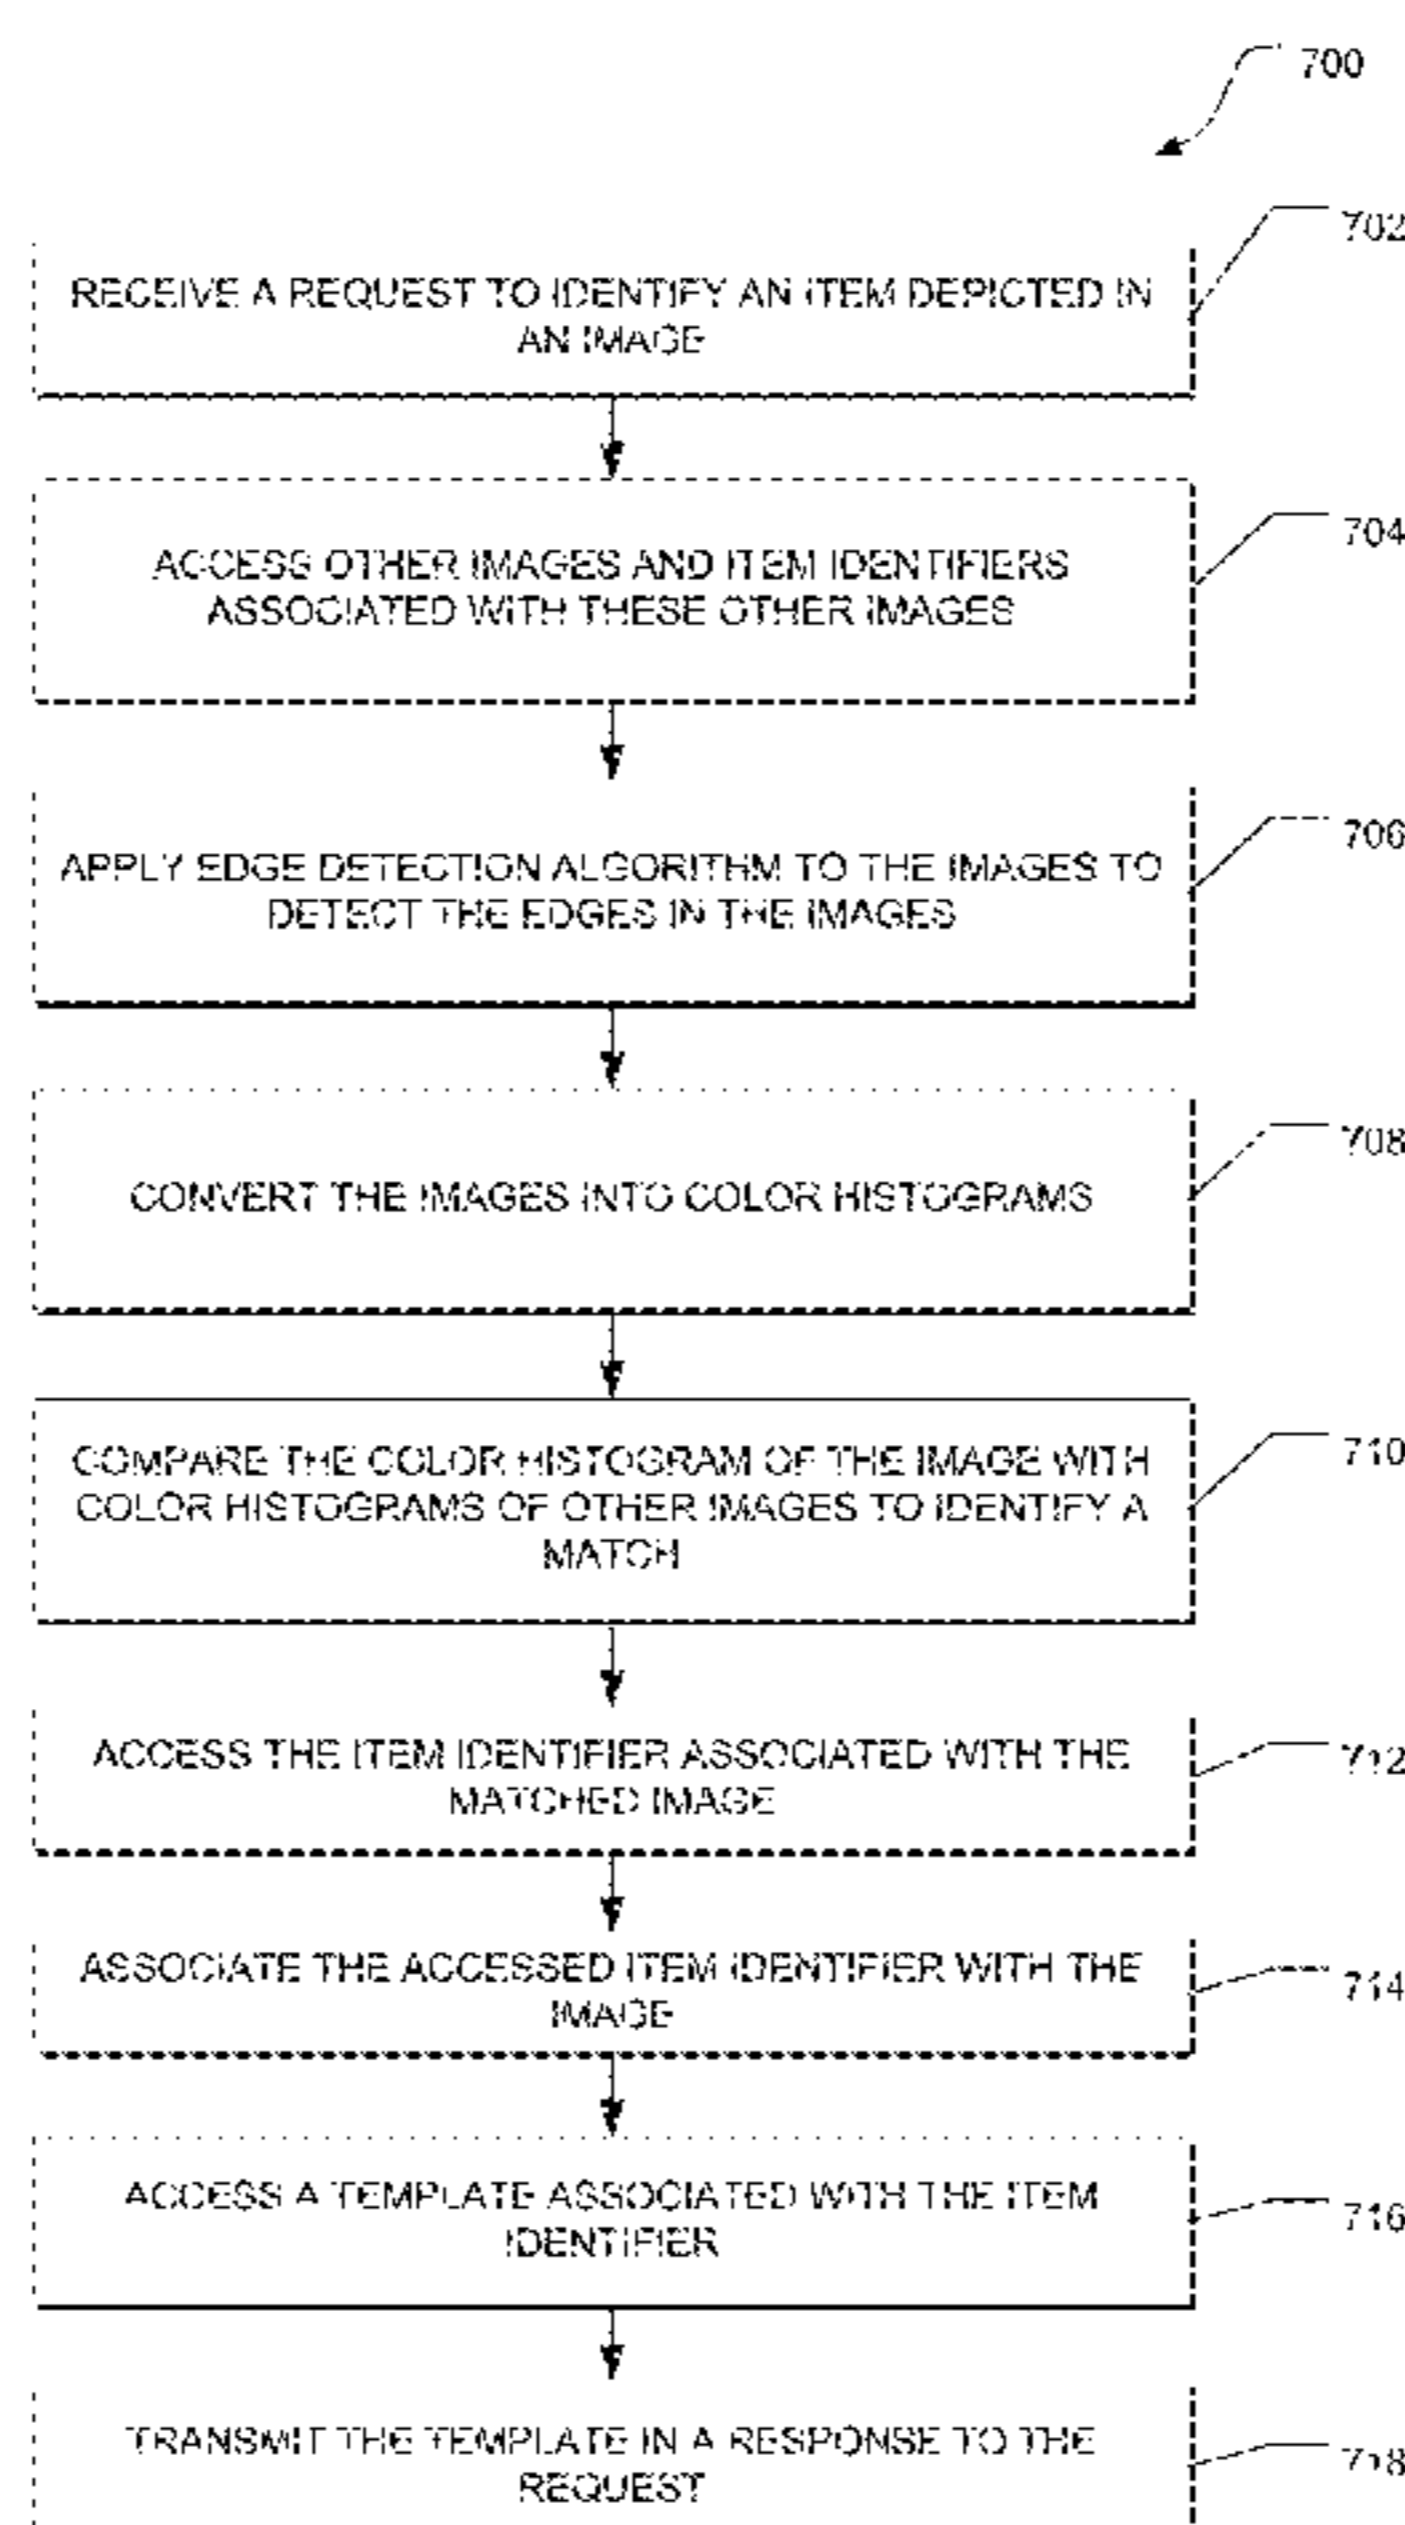 700
702
RECEIVE A REQUEST TO IDENTIFY AN ITEM DEPICTED IN
AN IMAGE
704
ACCESS OTHER IMAGES AND ITEM IDENTIFIERS
ASSOCIATED WITH THESE OTHER IMAGES
706
APPLY EDGE DETECTION ALGORITHM TO THE IMAGES TO
DETECT THE EDGES IN THE IMAGES
708
CONVERT THE IMAGES INTO COLOR HISTOGRAMS
710
COMPARE THE COLOR HISTOGRAM OF THE IMAGE WITH
COLOR HISTOGRAMS OF OTHER IMAGES TO IDENTIFY A
MATCH
712
ACCESS THE ITEM IDENTIFIER ASSOCIATED WITH THE
MATCHED IMAGE
714
ASSOCIATE THE ACCESSED ITEM IDENTIFIER WITH THE
IMAGE
716
ACCESS A TEMPLATE ASSOCIATED WITH THE ITEM
IDENTIFIER
718
TRANSMIT THE TEMPLATE IN A RESPONSE TO THE
REQUEST